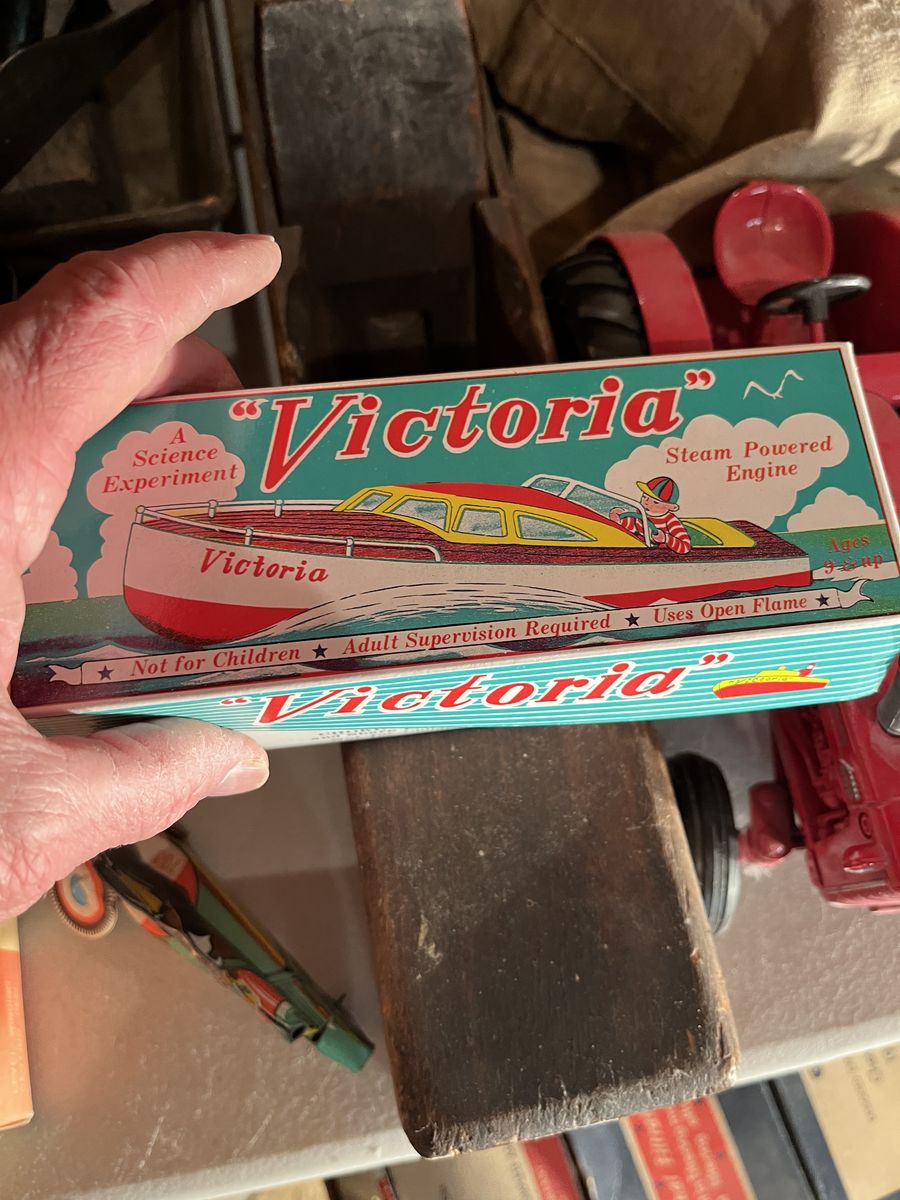 "Victoria"
A
Science
Experiment
Steam Powered
Engine
Victoria
Ages
9 & up
Not for Children ★ Adult Supervision Required ★ Uses Open Flame ★
"Victoria"
Victoria